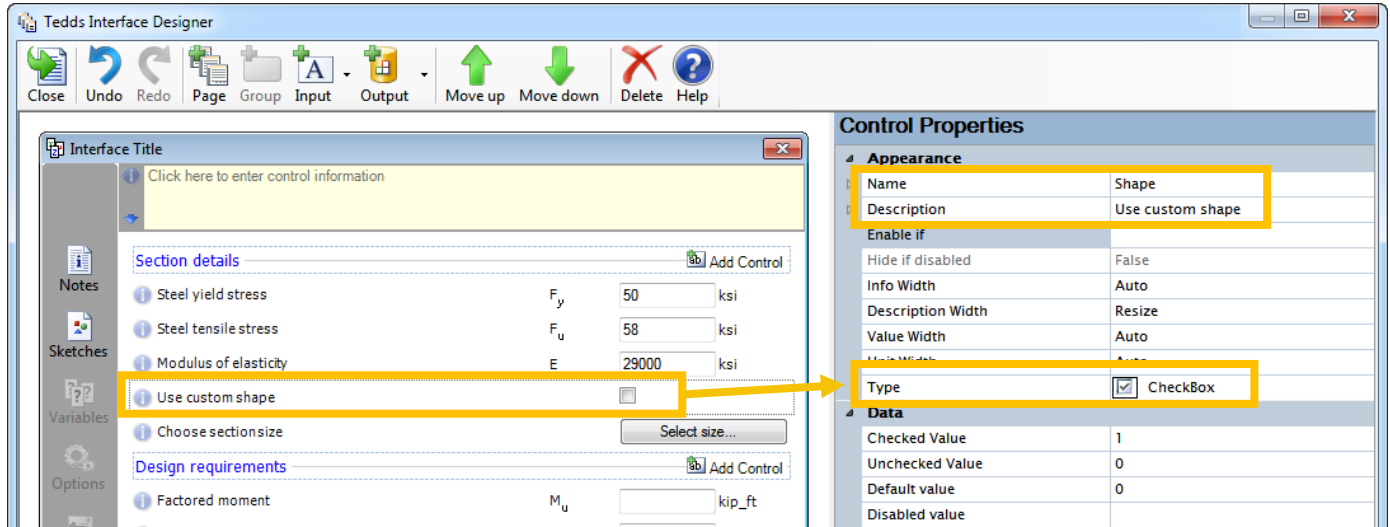 Tedds Interface Designer
Close Undo Redo Page Group Input Output Move up Move down Delete Help
Interface Title
Click here to enter control information
Notes
Sketches
Variables
Options
Section details Add Control
Steel yield stress Fy 50 ksi
Steel tensile stress Fu 58 ksi
Modulus of elasticity E 29000 ksi
Use custom shape
Choose section size Select size...
Design requirements Add Control
Factored moment Mu kip_ft
Control Properties
Appearance
Name Shape
Description Use custom shape
Enable if
Hide if disabled False
Info Width Auto
Description Width Resize
Value Width Auto
Unit Width Auto
Type CheckBox
Data
Checked Value 1
Unchecked Value 0
Default value 0
Disabled value